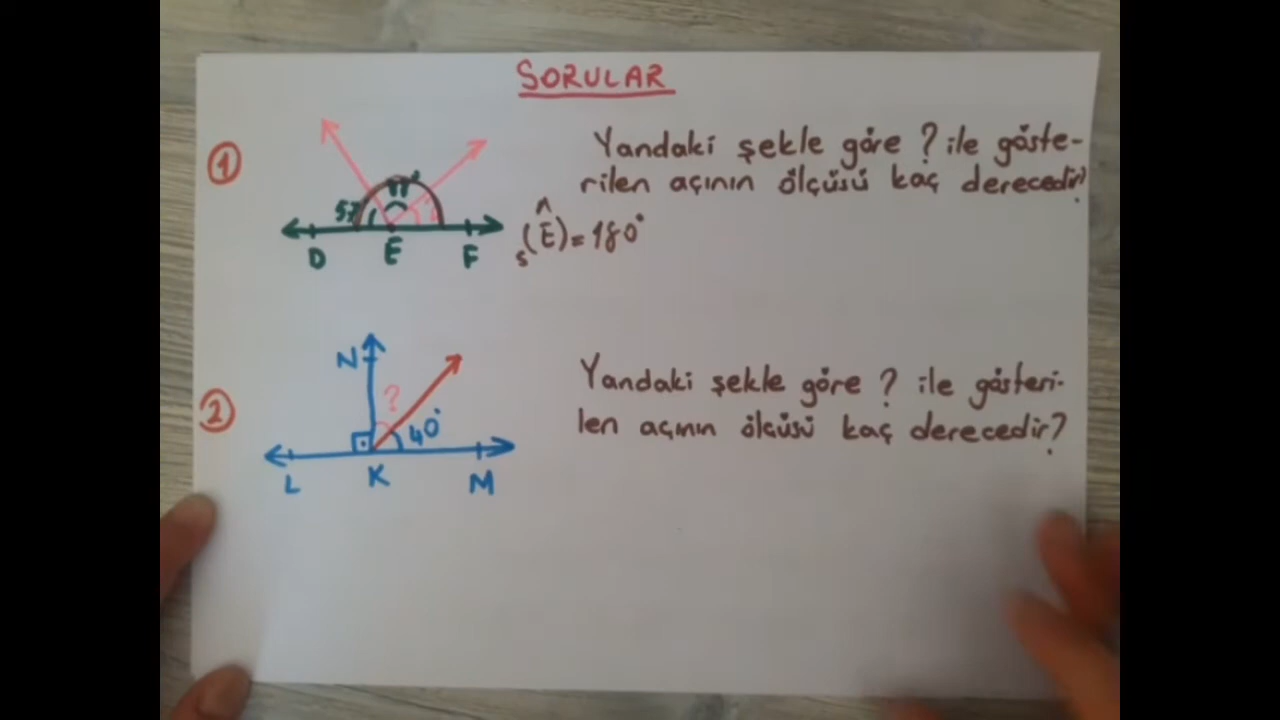 SORULAR
1
Yandaki şekle göre ? ile göste-
rilen açının ölçüsü kaç derecedir?
D E F
s(Ê)=180°
2
N
?
40°
L K M
Yandaki şekle göre ? ile gösteri-
len açının ölçüsü kaç derecedir?